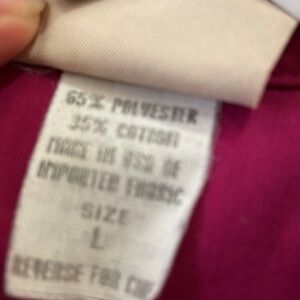 65% POLYESTER
35% COTTON
MADE IN USA OF
IMPORTED FABRIC
SIZE
L
REVERSE FOR